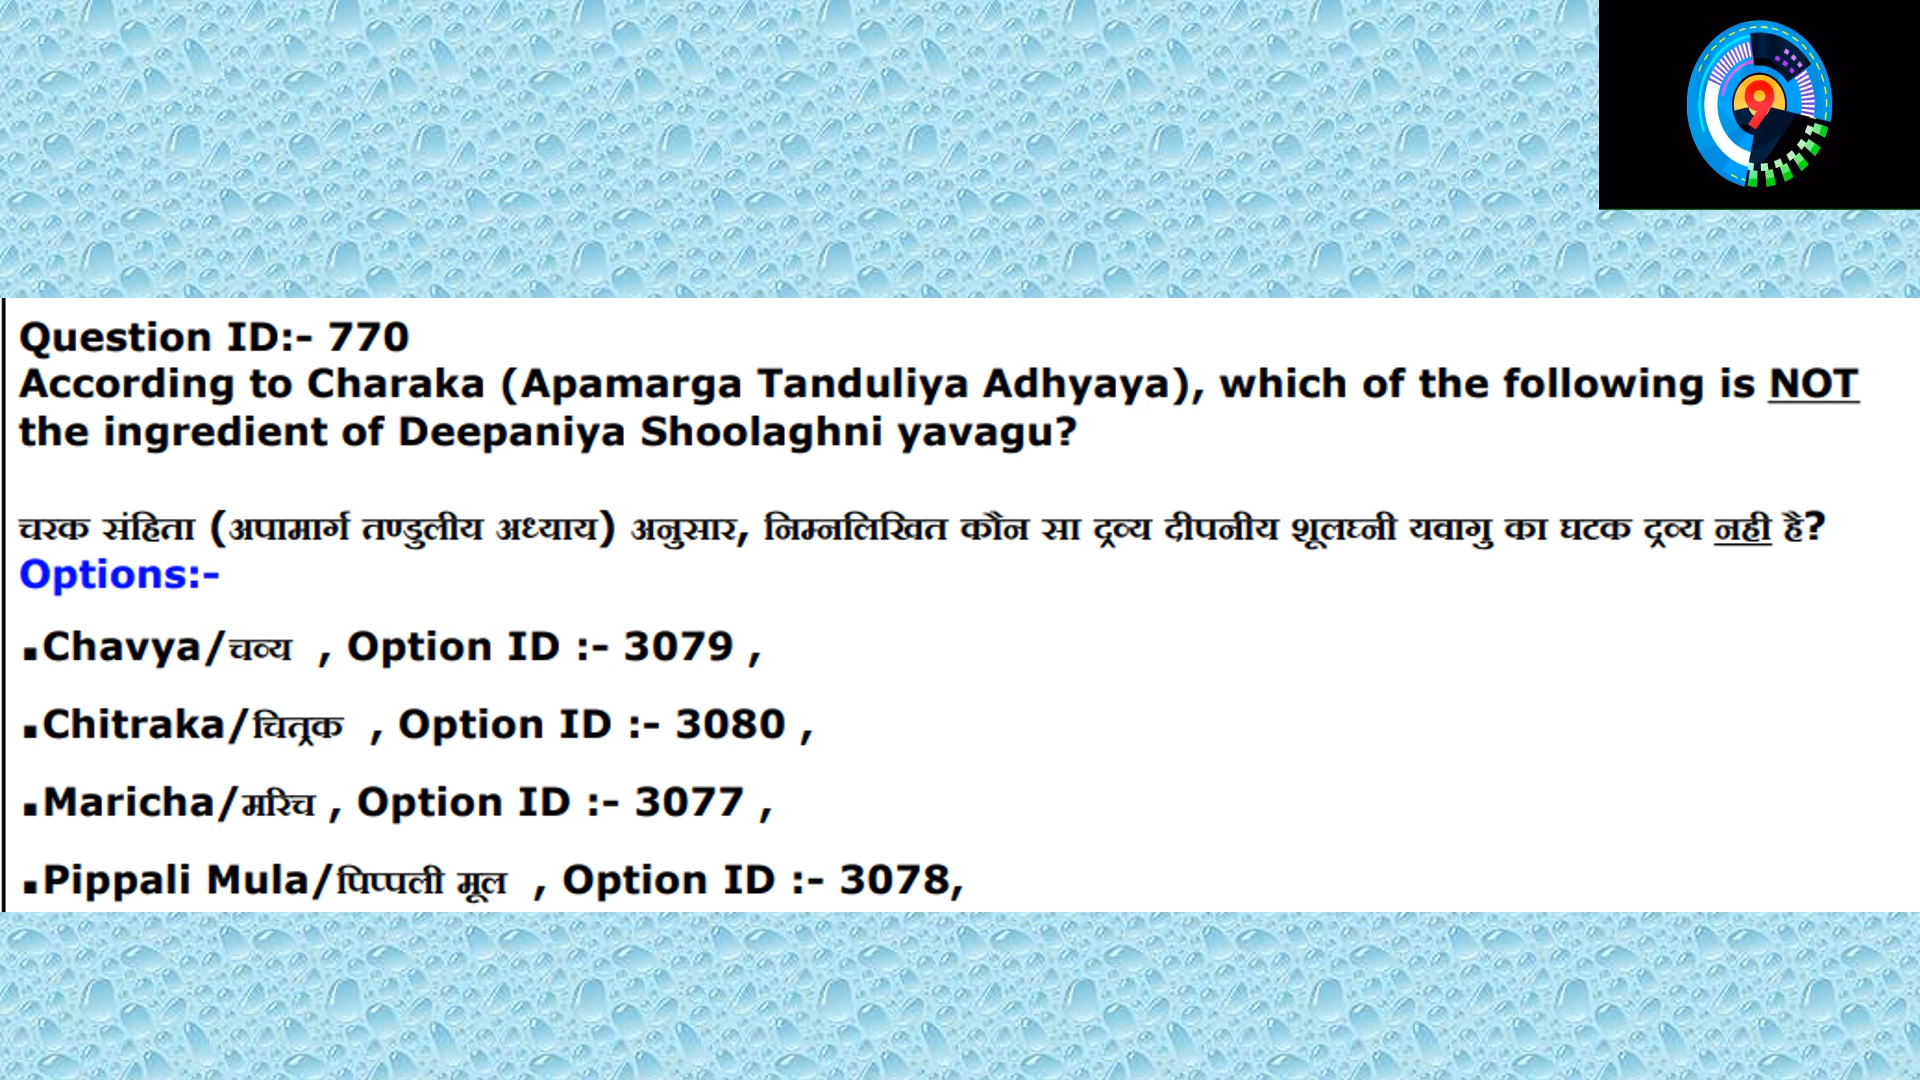 9
Question ID:- 770
According to Charaka (Apamarga Tanduliya Adhyaya), which of the following is NOT
the ingredient of Deepaniya Shoolaghni yavagu?
चरक संहिता (अपामार्ग तण्डुलीय अध्याय) अनुसार, निम्नलिखित कौन सा द्रव्य दीपनीय शूलघ्नी यवागु का घटक द्रव्य नही है?
Options:-
▪Chavya/चव्य , Option ID :- 3079 ,
▪Chitraka/चित्रक , Option ID :- 3080 ,
▪Maricha/मरिच , Option ID :- 3077 ,
▪Pippali Mula/पिप्पली मूल , Option ID :- 3078,